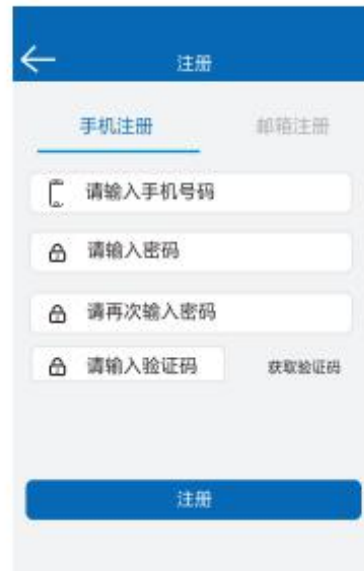 注册
手机注册 邮箱注册
请输入手机号码
请输入密码
请再次输入密码
请输入验证码 获取验证码
注册